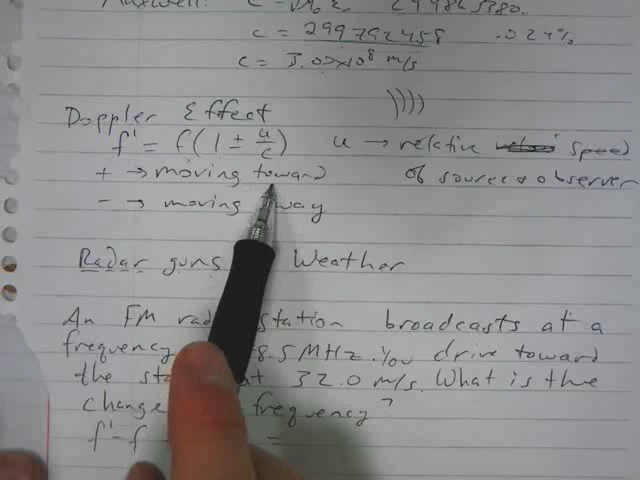 Maxwell: c =
c = 299792458 .024%
c = 3.00×10⁸ m/s
Doppler Effect ))))
f' = f(1 ± u/c) u → relative speed
+ → moving toward of source & observer
- → moving away
Radar guns Weather
An FM radio station broadcasts at a
frequency 8.5 MHz. You drive toward
the at 32.0 m/s. What is the
change frequency?
f' - f =